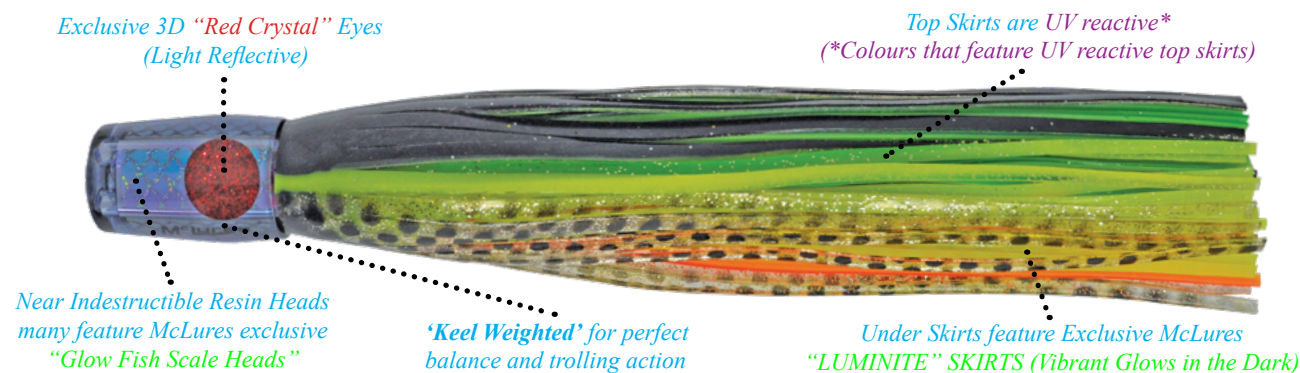 Exclusive 3D “Red Crystal” Eyes
(Light Reflective)
Top Skirts are UV reactive*
(*Colours that feature UV reactive top skirts)
Near Indestructible Resin Heads
many feature McLures exclusive
“Glow Fish Scale Heads”
‘Keel Weighted’ for perfect
balance and trolling action
Under Skirts feature Exclusive McLures
“LUMINITE” SKIRTS (Vibrant Glows in the Dark)